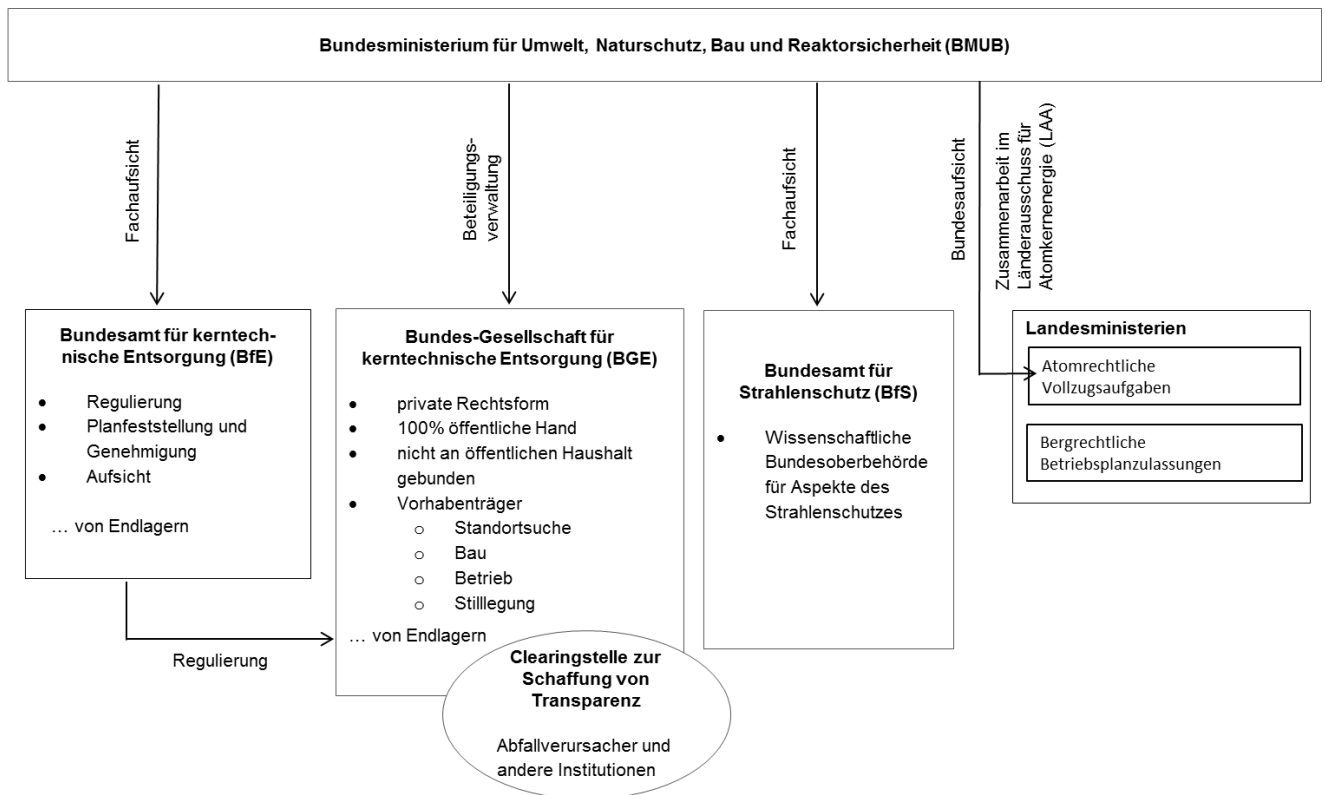 Bundesministerium für Umwelt, Naturschutz, Bau und Reaktorsicherheit (BMUB)
Fachaufsicht
Beteiligungs-
verwaltung
Fachaufsicht
Bundesaufsicht
Zusammenarbeit im
Länderausschuss für
Atomkernenergie (LAA)
Bundesamt für kerntech-
nische Entsorgung (BfE)
• Regulierung
• Planfeststellung und
Genehmigung
• Aufsicht
… von Endlagern
Regulierung
Bundes-Gesellschaft für
kerntechnische Entsorgung (BGE)
• private Rechtsform
• 100% öffentliche Hand
• nicht an öffentlichen Haushalt
gebunden
• Vorhabenträger
o Standortsuche
o Bau
o Betrieb
o Stilllegung
… von Endlagern
Clearingstelle zur
Schaffung von
Transparenz
Abfallverursacher und
andere Institutionen
Bundesamt für
Strahlenschutz (BfS)
• Wissenschaftliche
Bundesoberbehörde
für Aspekte des
Strahlenschutzes
Landesministerien
Atomrechtliche
Vollzugsaufgaben
Bergrechtliche
Betriebsplanzulassungen